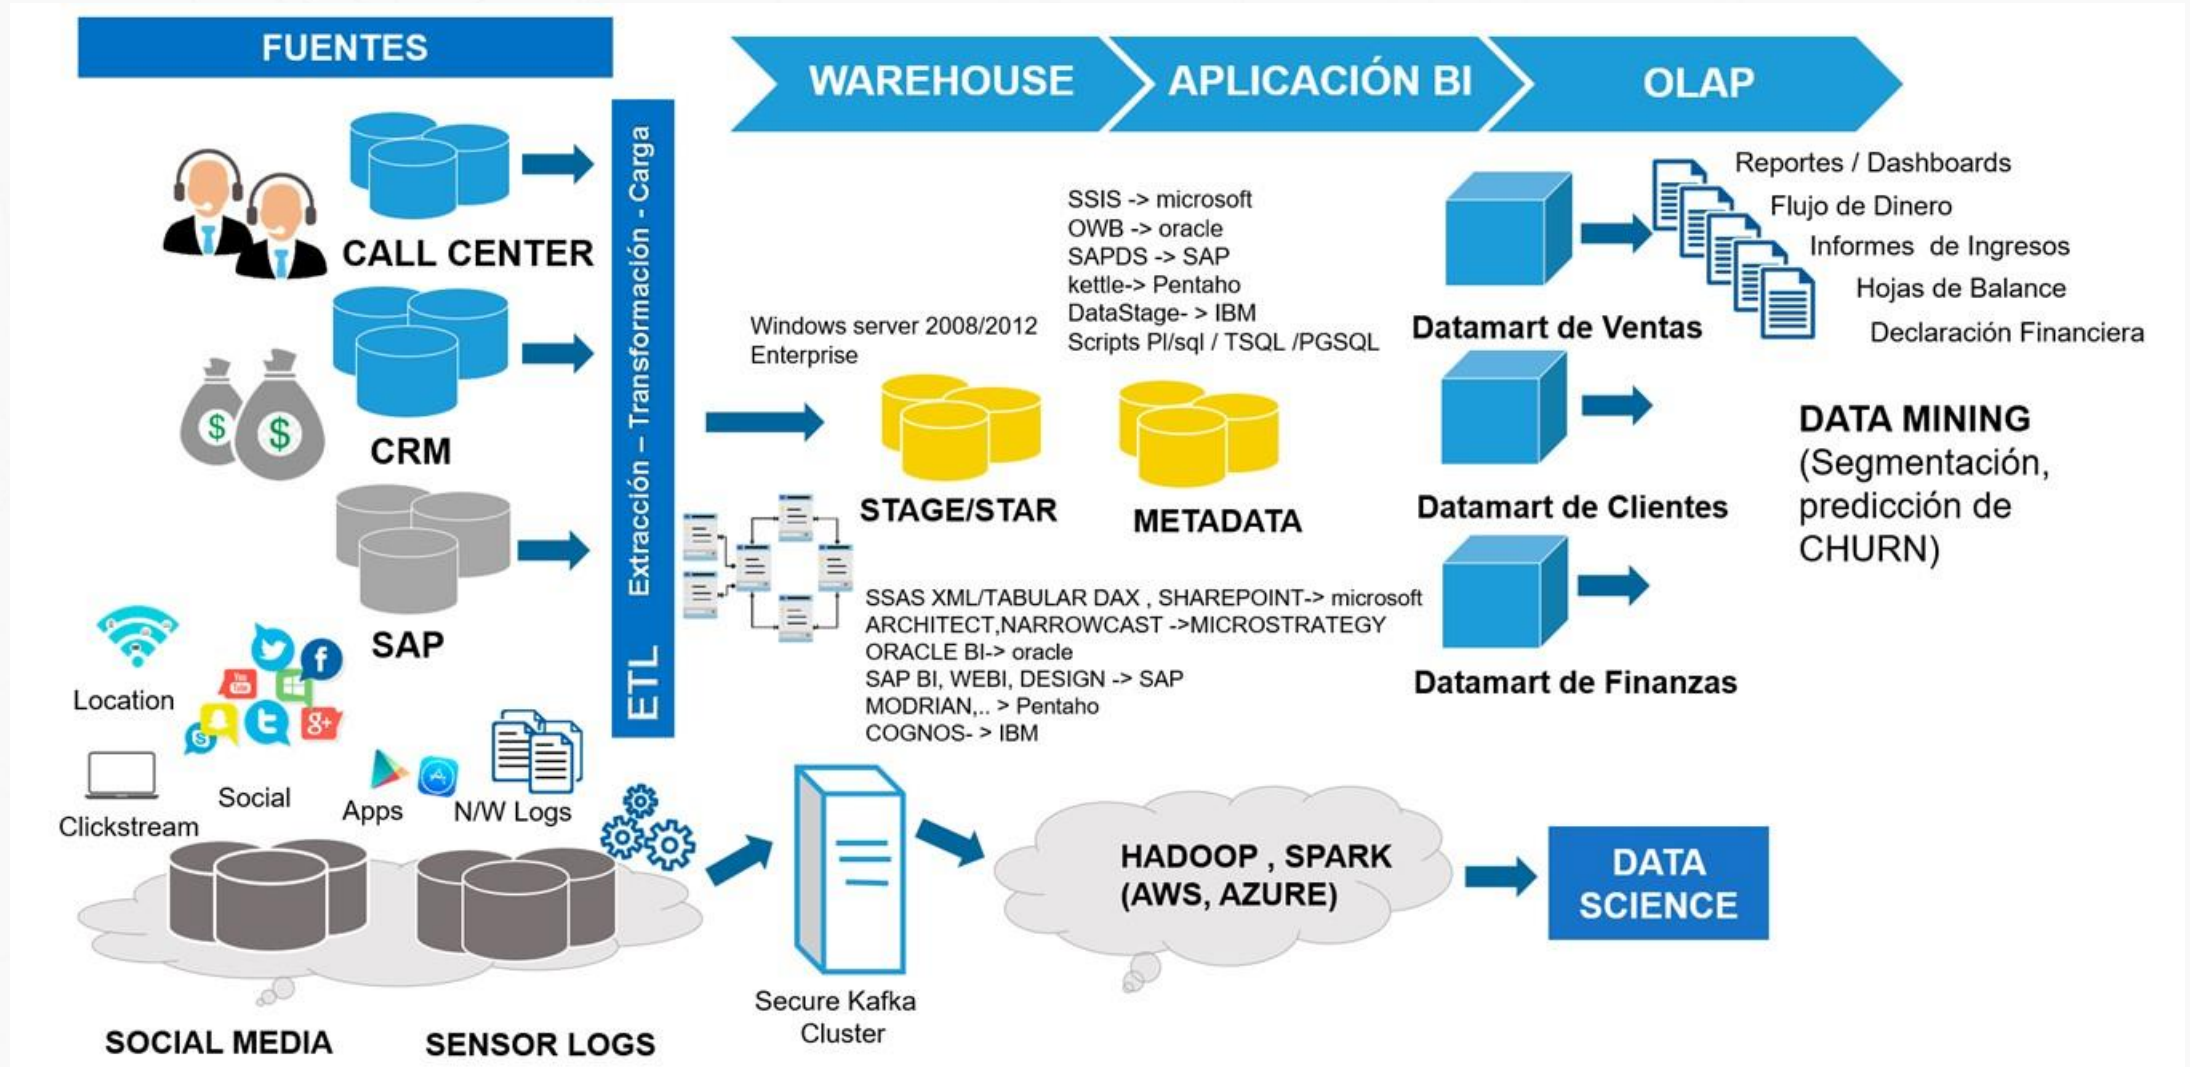 FUENTES
WAREHOUSE
APLICACIÓN BI
OLAP
CALL CENTER
CRM
SAP
ETL Extracción – Transformación - Carga
Location
Clickstream
Social
Apps
N/W Logs
You
Tube
f
g+
S
$
$
SOCIAL MEDIA
SENSOR LOGS
Windows server 2008/2012
Enterprise
STAGE/STAR
SSIS -> microsoft
OWB -> oracle
SAPDS -> SAP
kettle-> Pentaho
DataStage- > IBM
Scripts Pl/sql / TSQL /PGSQL
METADATA
SSAS XML/TABULAR DAX , SHAREPOINT-> microsoft
ARCHITECT,NARROWCAST ->MICROSTRATEGY
ORACLE BI-> oracle
SAP BI, WEBI, DESIGN -> SAP
MODRIAN,.. > Pentaho
COGNOS- > IBM
Datamart de Ventas
Datamart de Clientes
Datamart de Finanzas
Reportes / Dashboards
Flujo de Dinero
Informes de Ingresos
Hojas de Balance
Declaración Financiera
DATA MINING
(Segmentación,
predicción de
CHURN)
Secure Kafka
Cluster
HADOOP , SPARK
(AWS, AZURE)
DATA
SCIENCE